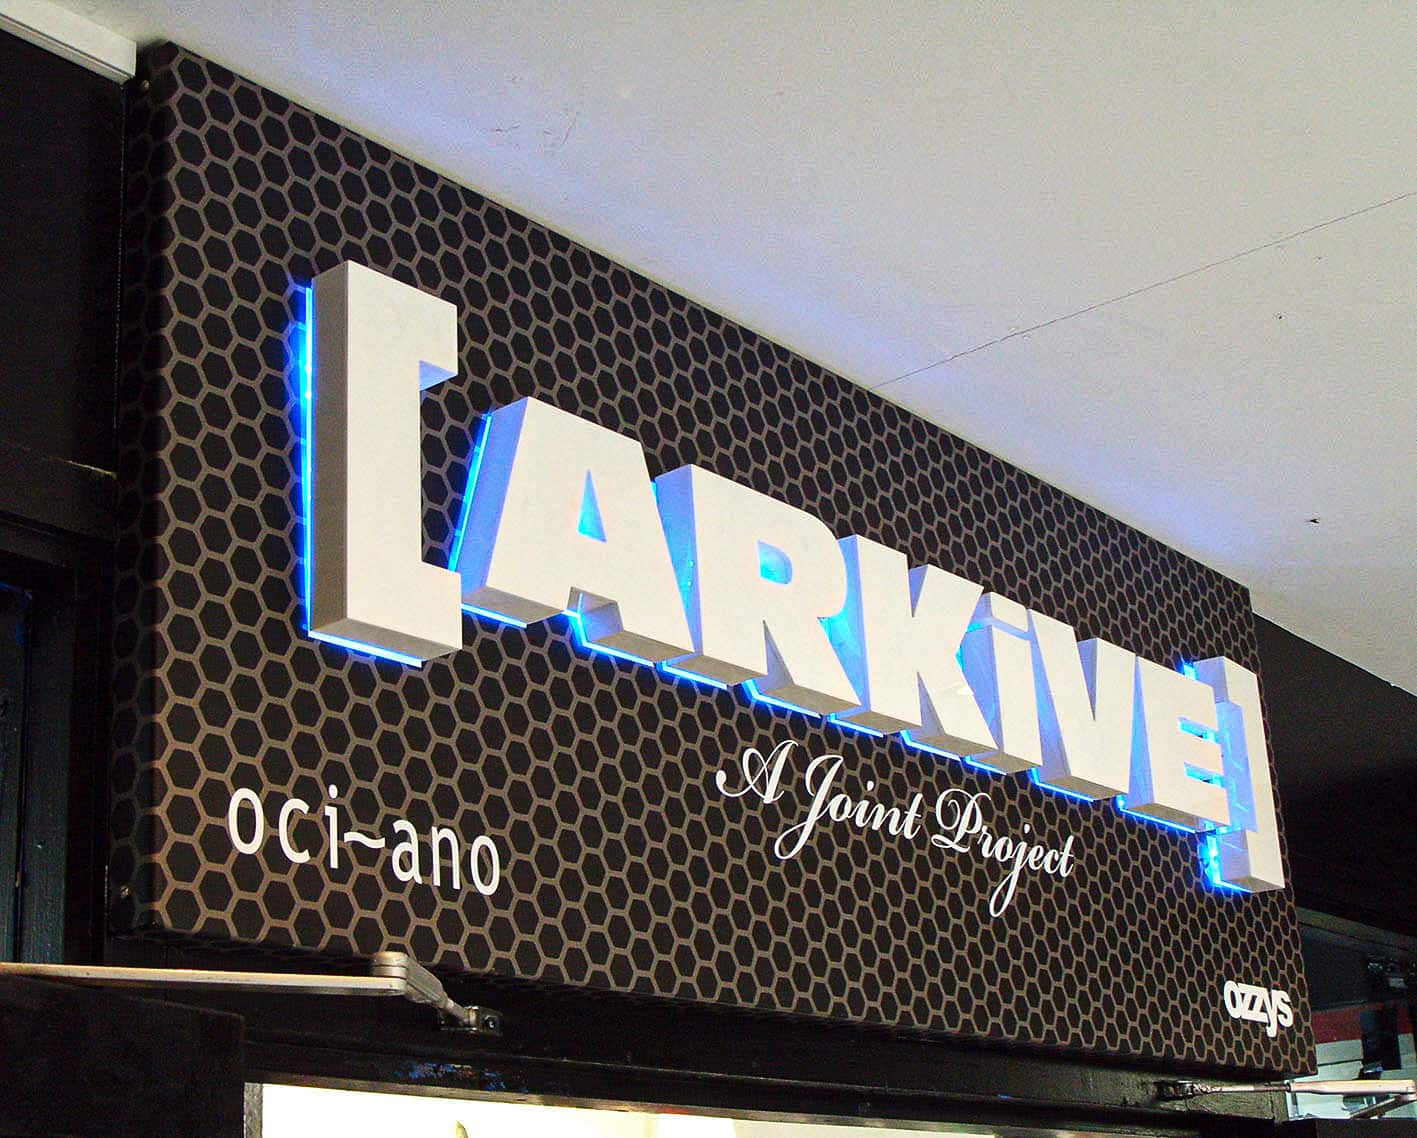 [ARKiVE]
A Joint Project
oci~ano
ozzys